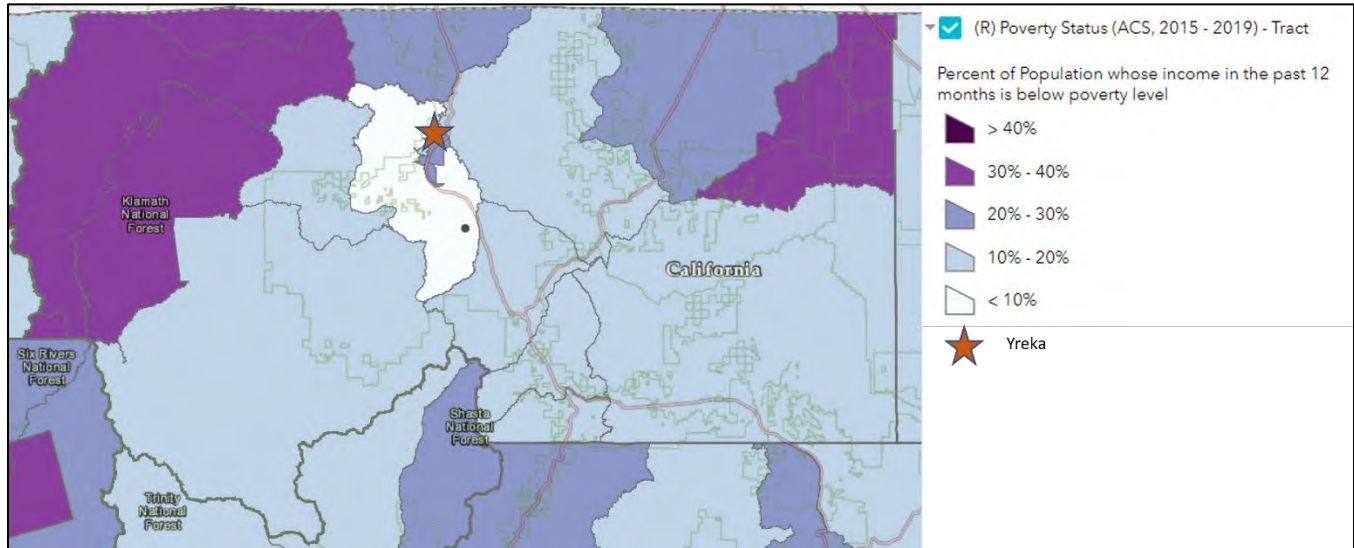 (R) Poverty Status (ACS, 2015 - 2019) - Tract
Percent of Population whose income in the past 12
months is below poverty level
> 40%
30% - 40%
20% - 30%
10% - 20%
< 10%
Yreka
Klamath
National
Forest
California
Six Rivers
National
Forest
Shasta
National
Forest
Trinity
National
Forest